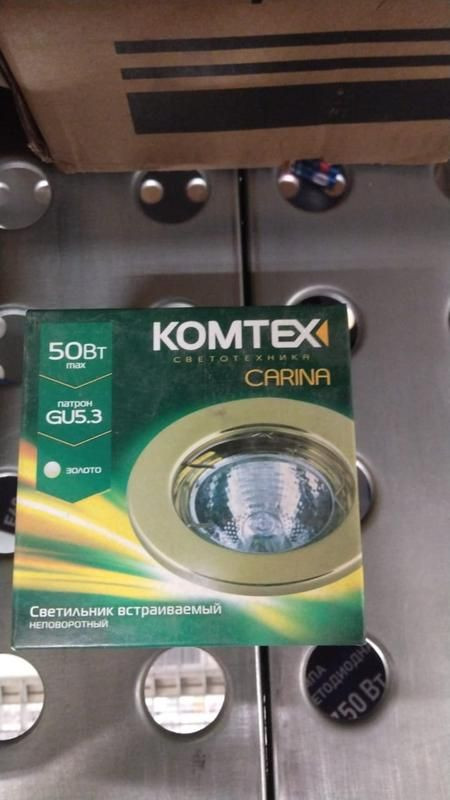 KOMTEX
СВЕТОТЕХНИКА
CARINA
50Вт
max
патрон
GU5.3
ЗОЛОТО
Светильник встраиваемый
НЕПОВОРОТНЫЙ
150 Вт